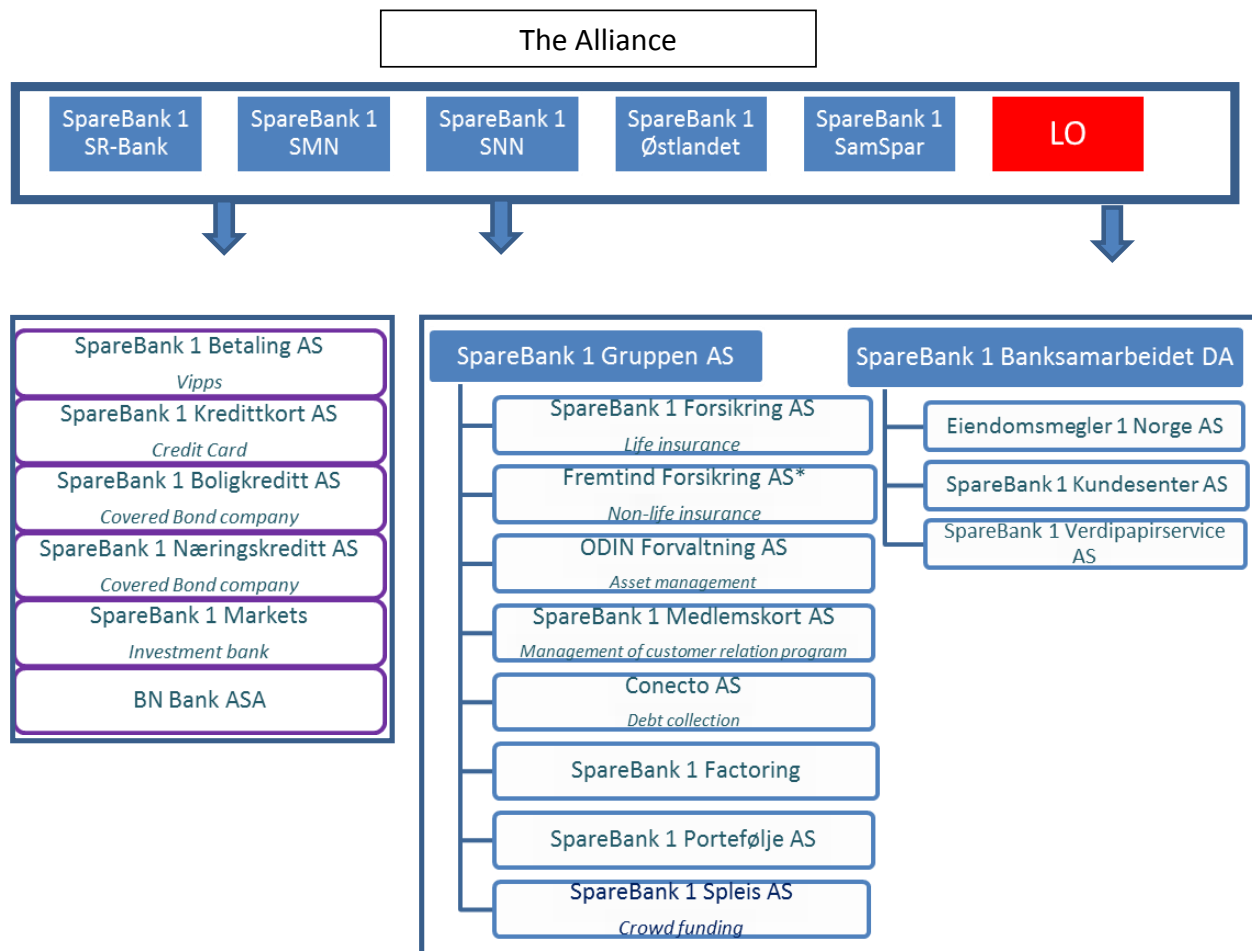 The Alliance
SpareBank 1
SR-Bank
SpareBank 1
SMN
SpareBank 1
SNN
SpareBank 1
Østlandet
SpareBank 1
SamSpar
LO
SpareBank 1 Betaling AS
Vipps
SpareBank 1 Kredittkort AS
Credit Card
SpareBank 1 Boligkreditt AS
Covered Bond company
SpareBank 1 Næringskreditt AS
Covered Bond company
SpareBank 1 Markets
Investment bank
BN Bank ASA
SpareBank 1 Gruppen AS
SpareBank 1 Forsikring AS
Life insurance
Fremtind Forsikring AS*
Non-life insurance
ODIN Forvaltning AS
Asset management
SpareBank 1 Medlemskort AS
Management of customer relation program
Conecto AS
Debt collection
SpareBank 1 Factoring
SpareBank 1 Portefølje AS
SpareBank 1 Spleis AS
Crowd funding
SpareBank 1 Banksamarbeidet DA
Eiendomsmegler 1 Norge AS
SpareBank 1 Kundesenter AS
SpareBank 1 Verdipapirservice
AS